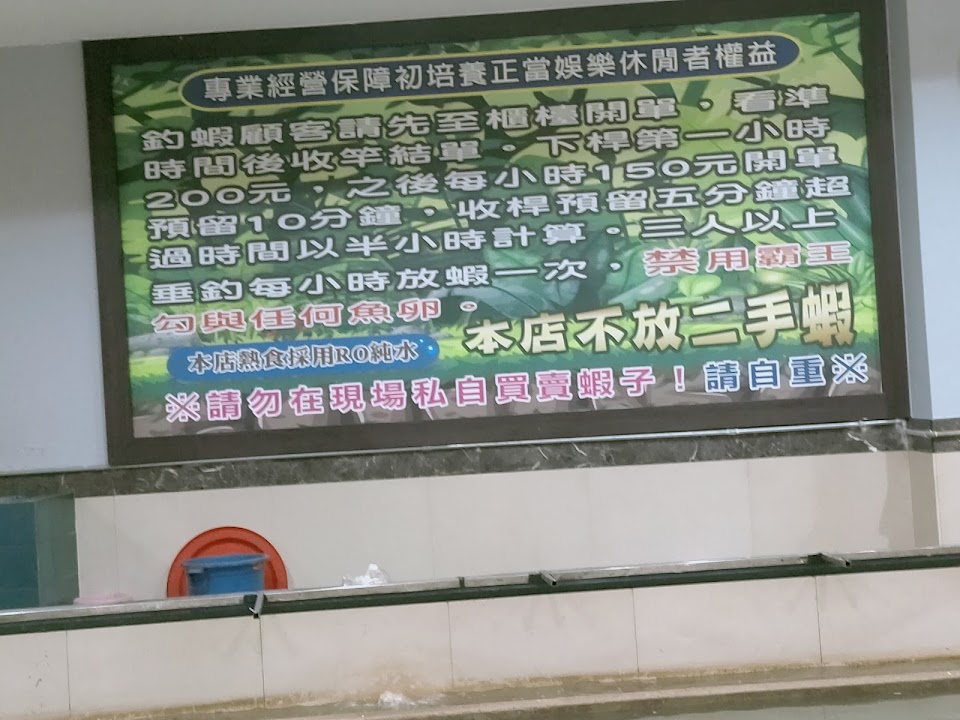 專業經營保障初培養正當娛樂休閒者權益
釣蝦顧客請先至櫃檯開單，看準
時間後收竿結單。下桿第一小時
200元，之後每小時150元開單
預留10分鐘，收桿預留五分鐘超
過時間以半小時計算。三人以上
垂釣每小時放蝦一次，禁用霸王
勾與任何魚卵。
本店不放二手蝦
本店熱食採用RO純水
※請勿在現場私自買賣蝦子！請自重※